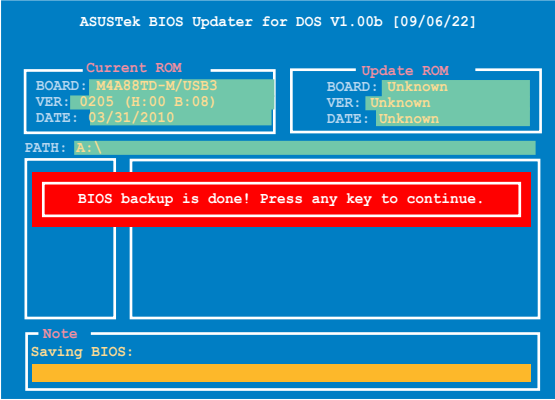 ASUSTek BIOS Updater for DOS V1.00b [09/06/22]
Current ROM
BOARD: M4A88TD-M/USB3
VER: 0205 (H:00 B:08)
DATE: 03/31/2010
Update ROM
BOARD: Unknown
VER: Unknown
DATE: Unknown
PATH: A:\
BIOS backup is done! Press any key to continue.
Note
Saving BIOS: